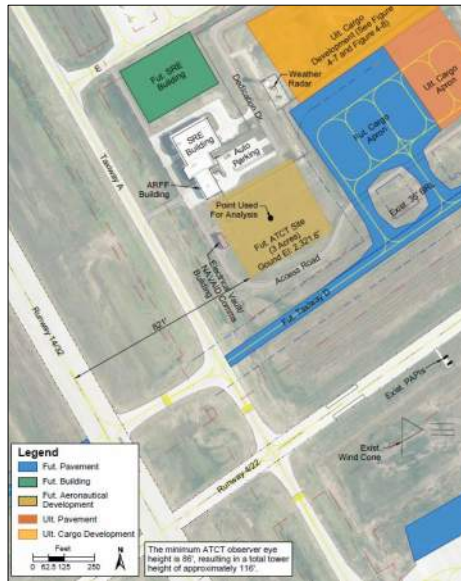 Ult. Cargo
Development (See Figure
4-7 and Figure 4-8)
Fut. SRE
Building
Weather
Radar
Ult. Cargo
Apron
Dedication Dr
B
Fut. Cargo
Apron
SRE
Building
Auto
Parking
Taxiway A
ARFF
Building
Point Used
For Analysis
Exist. 35' BRL
Fut. ATCT Site
(3 Acres)
Gound El: 2,321.6'
Electrical Vault/
NAVAID Comms
Building
Access Road
Fut. Taxiway D
821'
Runway 14/32
Exist. PAPIs
Exist.
Wind Cone
Runway 4/22
Legend
Fut. Pavement
Fut. Building
Fut. Aeronautical
Development
Ult. Pavement
Ult. Cargo Development
Feet
0 62.5 125 250
N
The minimum ATCT observer eye
height is 86', resulting in a total tower
height of approximately 116'.